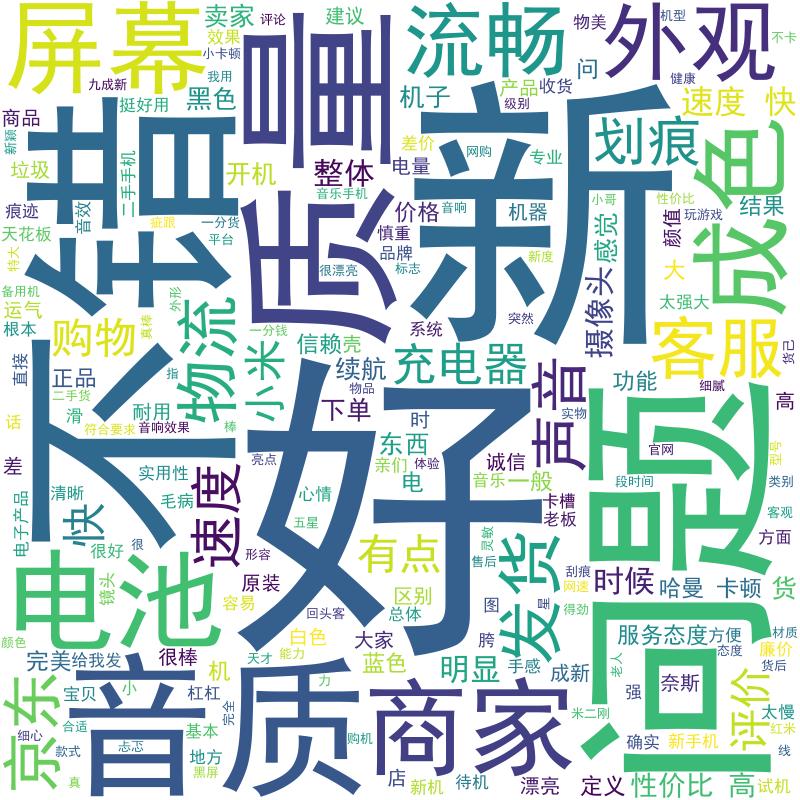 屏幕
卖家
评论
建议
效果
小卡顿
质量
流畅
物美
机型
外观
不卡
问
健康
九成新
我用
挺好用
黑色
机子
产品
收货
级别
速度 快
商品
新颖
垃圾
不错
二手手机
开机
整体
差价
电量
网购
专业
新
划痕
成色
音乐手机
痕迹
音效
一分货
疵跟
平台
天花板
价格
慎重
品牌
音响
机器
小哥
感觉
性价比
玩游戏
颜值
结果
很漂亮
标志
新度
大
太强大
特大
备用机
外形
真棒
运气
根本
物流
一分钱
系统
突然
摄像头
购物
小米
信赖
壳
客服
货已
直接
正品
指
续航
充电器
功能
细腻
二手货
滑
耐用
棒
物品
下单
时
声音
实物
问题
高
话
符合要求
音响效果
差
实用性
速度
亮点
东西
亲们
体验
诚信
官网
型号
电子产品
清晰
快
毛病
心情
电
音乐
一般
段时间
类别
卡槽
老板
五星
客观
很好
很
好
有点
灵敏
售后
发货
方面
电池
镜头
形容
原装
区别
刮痕
网速
时候
哈曼
卡顿
货
容易
回头客
总体
图
星
得劲
颜色
白色
大家
胯
服务态度
方便
材质
态度
廉价
完美
给我发
很棒
天才
能力
蓝色
明显
手感
成新
老人
货后
机
力
强
奈斯
京东
宝贝
小
杠杠
音质
商家
米二刚
太慢
评价
红米
合适
完全
基本
细心
忐忑
购机
确实
新手机
线
款式
地方
真
黑屏
店
新机
待机
漂亮
定义
性价比 高
试机